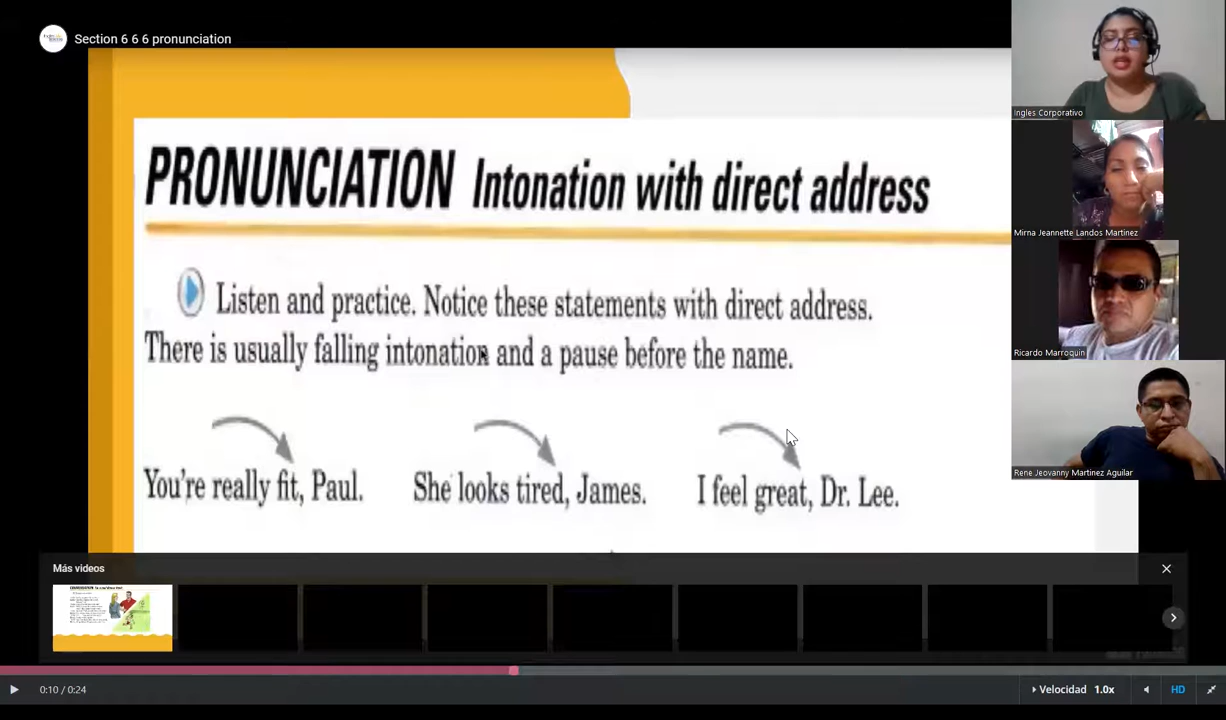 Section 6 6 6 pronunciation
Ingles Corporativo
PRONUNCIATION Intonation with direct address
Mirna Jeannette Landos Martinez
Listen and practice. Notice these statements with direct address.
There is usually falling intonation and a pause before the name.
Ricardo Marroquin
You're really fit, Paul. She looks tired, James. I feel great, Dr. Lee.
Rene Jeovanny Martinez Aguilar
Más videos
0:10 / 0:24
Velocidad 1.0x
HD